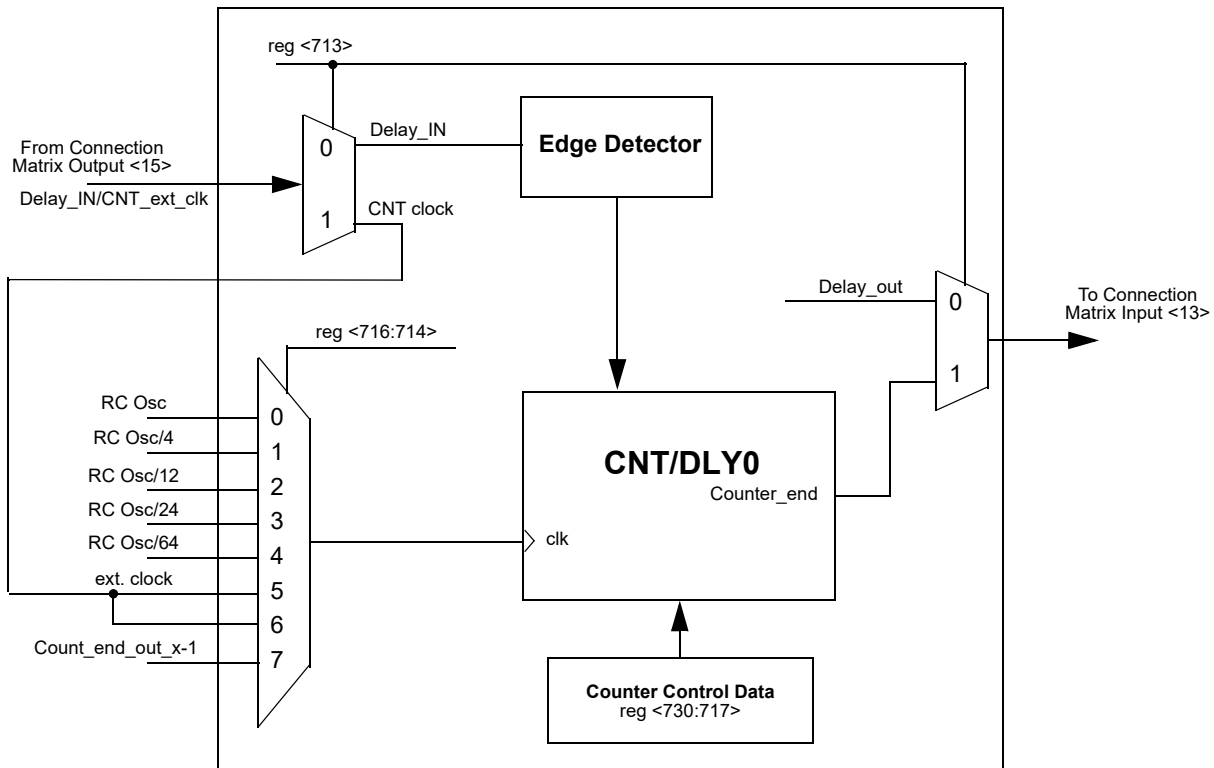 reg <713>
From Connection
Matrix Output <15>
Delay_IN/CNT_ext_clk
0
1
Delay_IN
CNT clock
Edge Detector
Delay_out
0
1
To Connection
Matrix Input <13>
reg <716:714>
RC Osc
RC Osc/4
RC Osc/12
RC Osc/24
RC Osc/64
ext. clock
Count_end_out_x-1
0
1
2
3
4
5
6
7
CNT/DLY0
Counter_end
clk
Counter Control Data
reg <730:717>